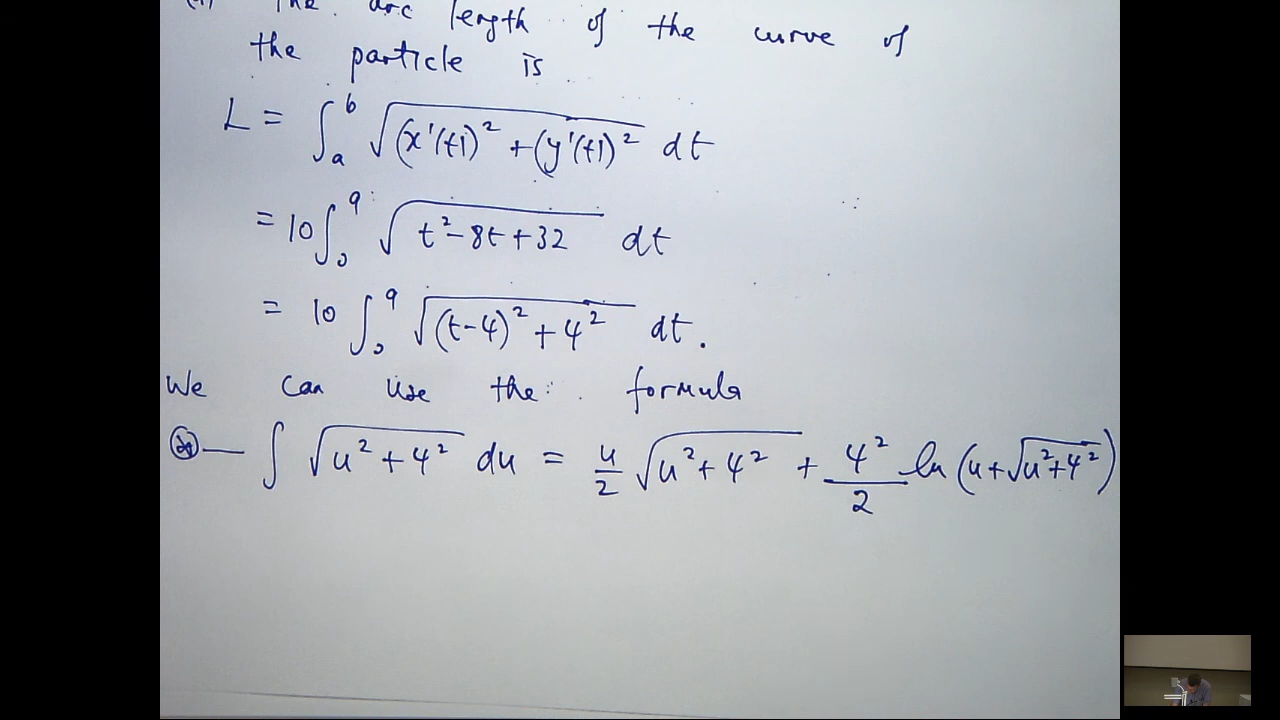 The arc length of the curve of
the particle is
L = ∫_a^b √((x'(t))² + (y'(t))²) dt
= 10 ∫_0^9 √(t² - 8t + 32) dt
= 10 ∫_0^9 √((t-4)² + 4²) dt.
We can use the formula
⊛— ∫ √(u² + 4²) du = u/2 √(u² + 4²) + 4²/2 ln (u + √(u² + 4²))